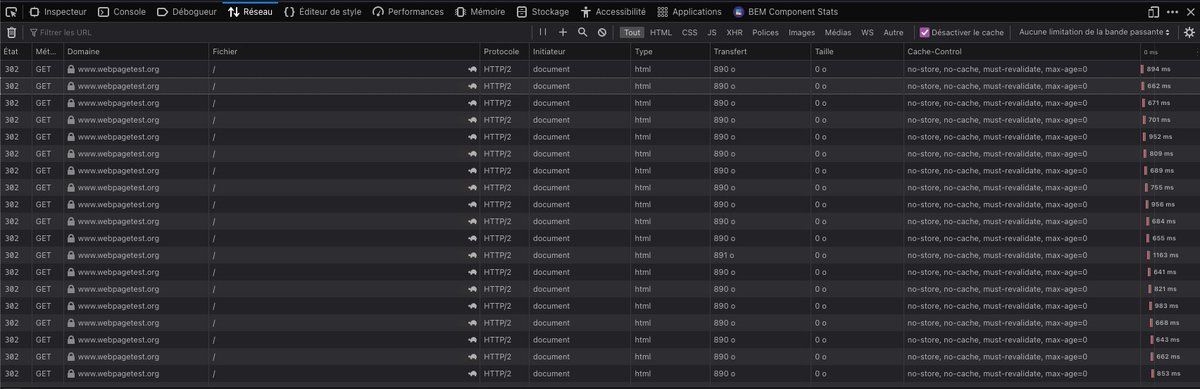 Inspecteur Console Débogueur Réseau Éditeur de style Performances Mémoire Stockage Accessibilité Applications BEM Component Stats
Filtrer les URL Tout HTML CSS JS XHR Polices Images Médias WS Autre Désactiver le cache Aucune limitation de la bande passante
État Mét… Domaine Fichier Protocole Initiateur Type Transfert Taille Cache-Control 0 ms
302 GET www.webpagetest.org / HTTP/2 document html 890 o 0 o no-store, no-cache, must-revalidate, max-age=0 894 ms
302 GET www.webpagetest.org / HTTP/2 document html 890 o 0 o no-store, no-cache, must-revalidate, max-age=0 662 ms
302 GET www.webpagetest.org / HTTP/2 document html 890 o 0 o no-store, no-cache, must-revalidate, max-age=0 671 ms
302 GET www.webpagetest.org / HTTP/2 document html 890 o 0 o no-store, no-cache, must-revalidate, max-age=0 701 ms
302 GET www.webpagetest.org / HTTP/2 document html 890 o 0 o no-store, no-cache, must-revalidate, max-age=0 952 ms
302 GET www.webpagetest.org / HTTP/2 document html 890 o 0 o no-store, no-cache, must-revalidate, max-age=0 809 ms
302 GET www.webpagetest.org / HTTP/2 document html 890 o 0 o no-store, no-cache, must-revalidate, max-age=0 689 ms
302 GET www.webpagetest.org / HTTP/2 document html 890 o 0 o no-store, no-cache, must-revalidate, max-age=0 755 ms
302 GET www.webpagetest.org / HTTP/2 document html 890 o 0 o no-store, no-cache, must-revalidate, max-age=0 956 ms
302 GET www.webpagetest.org / HTTP/2 document html 890 o 0 o no-store, no-cache, must-revalidate, max-age=0 684 ms
302 GET www.webpagetest.org / HTTP/2 document html 890 o 0 o no-store, no-cache, must-revalidate, max-age=0 655 ms
302 GET www.webpagetest.org / HTTP/2 document html 891 o 0 o no-store, no-cache, must-revalidate, max-age=0 1163 ms
302 GET www.webpagetest.org / HTTP/2 document html 890 o 0 o no-store, no-cache, must-revalidate, max-age=0 641 ms
302 GET www.webpagetest.org / HTTP/2 document html 890 o 0 o no-store, no-cache, must-revalidate, max-age=0 821 ms
302 GET www.webpagetest.org / HTTP/2 document html 890 o 0 o no-store, no-cache, must-revalidate, max-age=0 983 ms
302 GET www.webpagetest.org / HTTP/2 document html 890 o 0 o no-store, no-cache, must-revalidate, max-age=0 668 ms
302 GET www.webpagetest.org / HTTP/2 document html 890 o 0 o no-store, no-cache, must-revalidate, max-age=0 643 ms
302 GET www.webpagetest.org / HTTP/2 document html 890 o 0 o no-store, no-cache, must-revalidate, max-age=0 662 ms
302 GET www.webpagetest.org / HTTP/2 document html 890 o 0 o no-store, no-cache, must-revalidate, max-age=0 853 ms